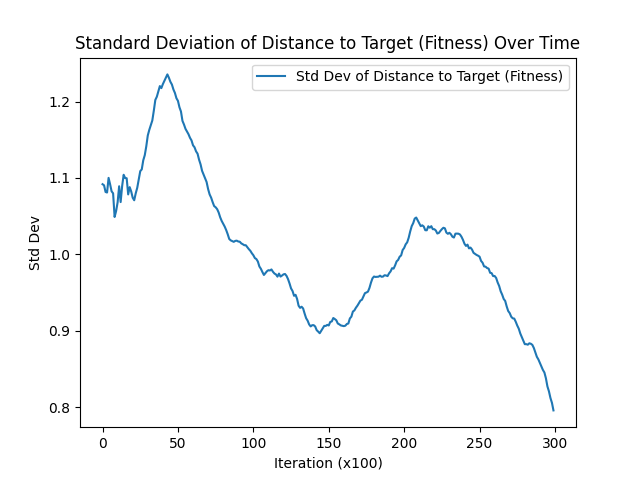 Standard Deviation of Distance to Target (Fitness) Over Time
Std Dev of Distance to Target (Fitness)
Std Dev
1.2
1.1
1.0
0.9
0.8
0 50 100 150 200 250 300
Iteration (x100)